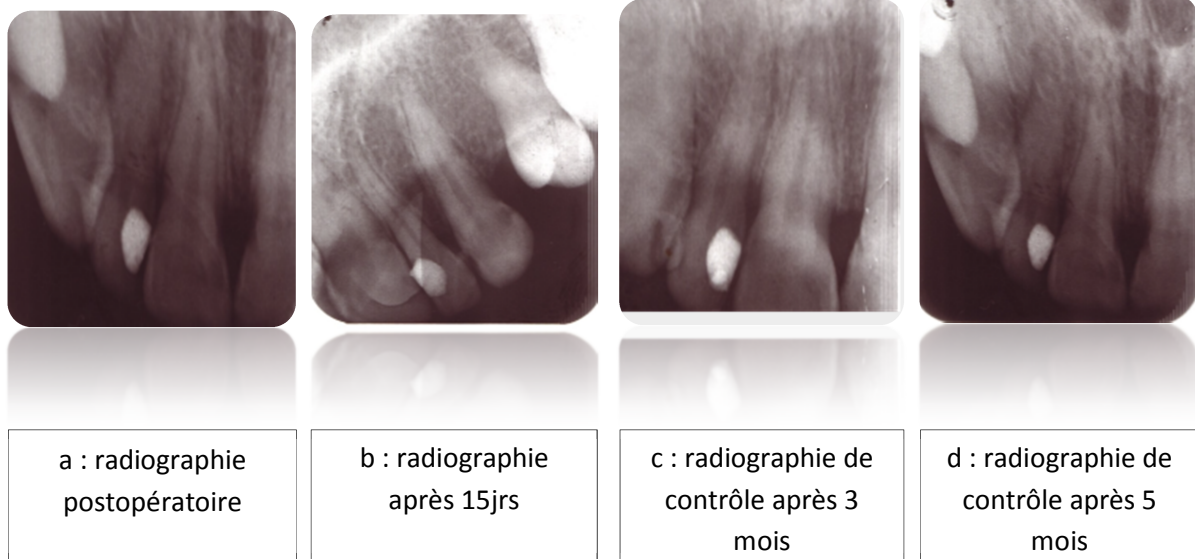 a : radiographie
postopératoire
b : radiographie
après 15jrs
c : radiographie de
contrôle après 3
mois
d : radiographie de
contrôle après 5
mois